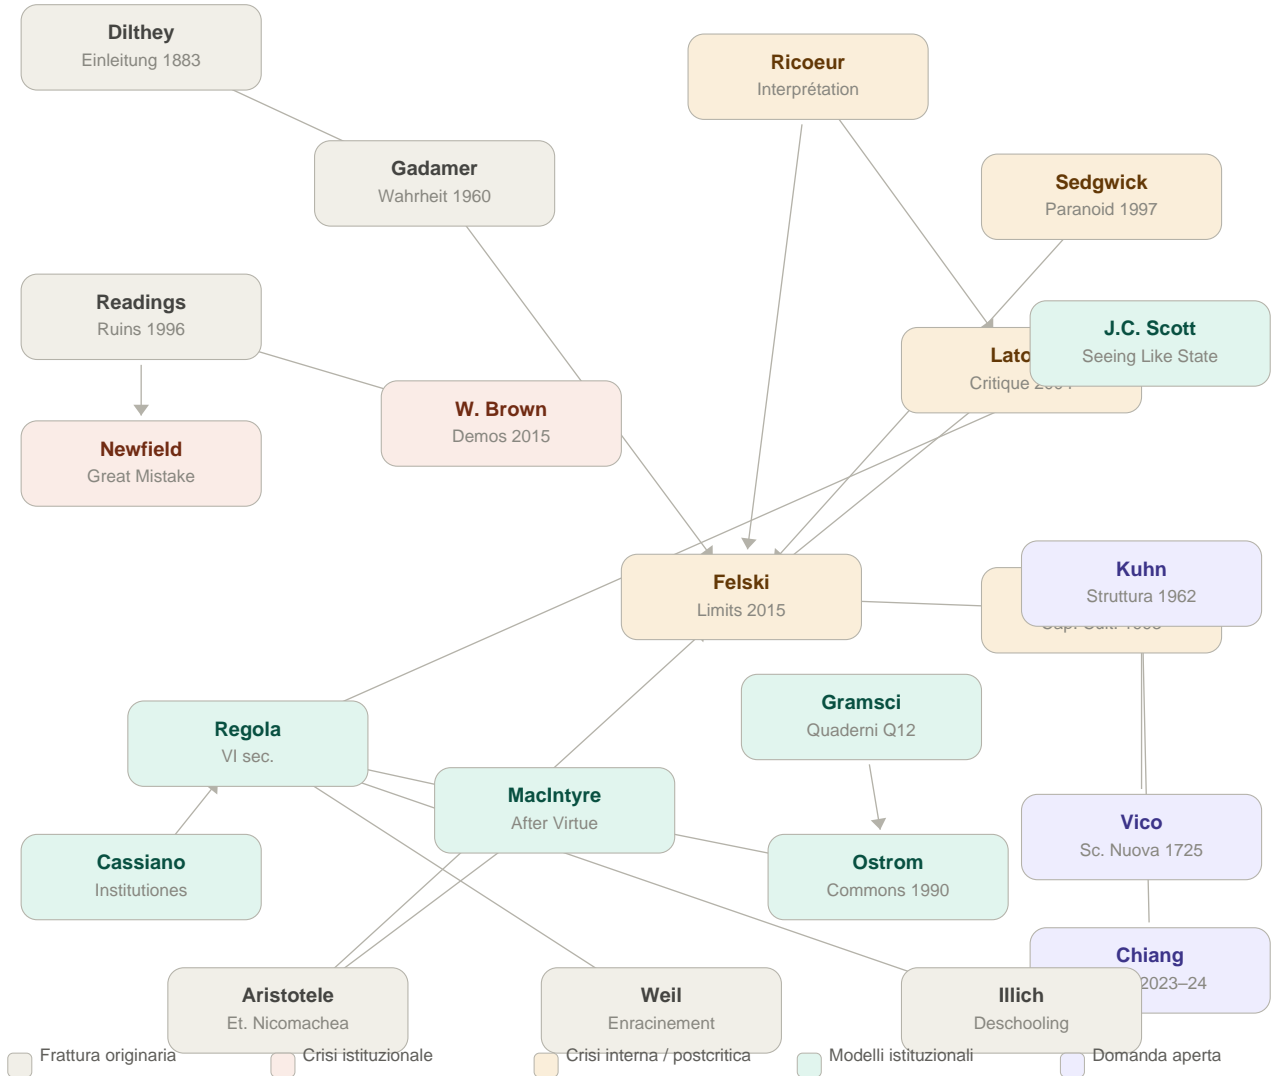 Dilthey
Einleitung 1883
Ricoeur
Interprétation
Gadamer
Wahrheit 1960
Sedgwick
Paranoid 1997
Readings
Ruins 1996
J.C. Scott
Seeing Like State
Lato
Critique
W. Brown
Demos 2015
Newfield
Great Mistake
Felski
Limits 2015
Kuhn
Struttura 1962
Gramsci
Quaderni Q12
Regola
VI sec.
MacIntyre
After Virtue
Vico
Sc. Nuova 1725
Cassiano
Institutiones
Ostrom
Commons 1990
Chiang
2023–24
Aristotele
Et. Nicomachea
Weil
Enracinement
Illich
Deschooling
Frattura originaria
Crisi istituzionale
Crisi interna / postcritica
Modelli istituzionali
Domanda aperta